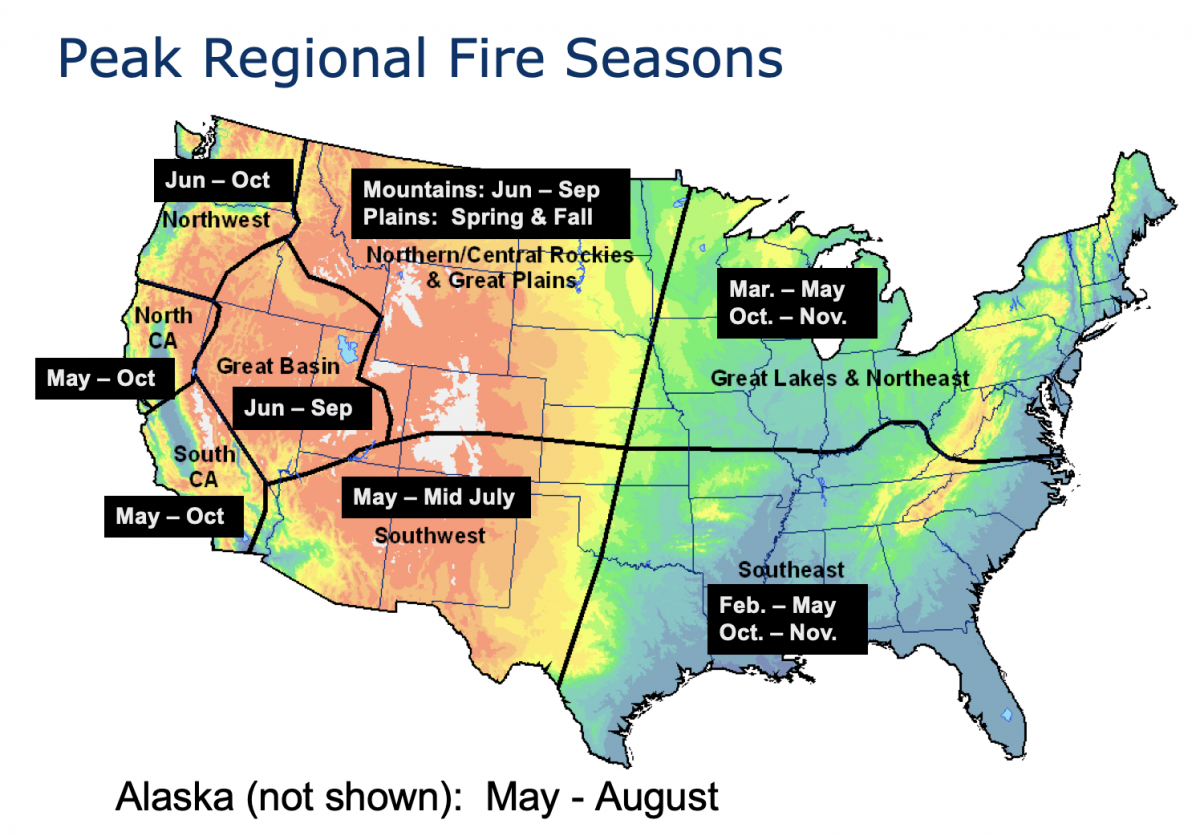 Peak Regional Fire Seasons
Jun – Oct
Northwest
Mountains: Jun – Sep
Plains:  Spring & Fall
Northern/Central Rockies
& Great Plains
Mar. – May
Oct. – Nov.
Great Lakes & Northeast
North
CA
May – Oct
Great Basin
Jun – Sep
South
CA
May – Oct
May – Mid July
Southwest
Southeast
Feb. – May
Oct. – Nov.
Alaska (not shown):  May - August